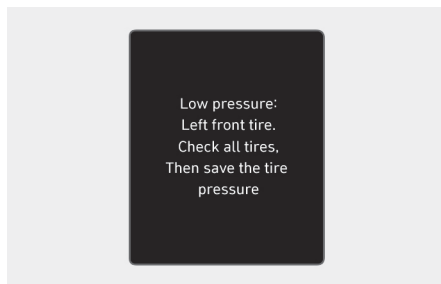 Low pressure:
Left front tire.
Check all tires,
Then save the tire
pressure